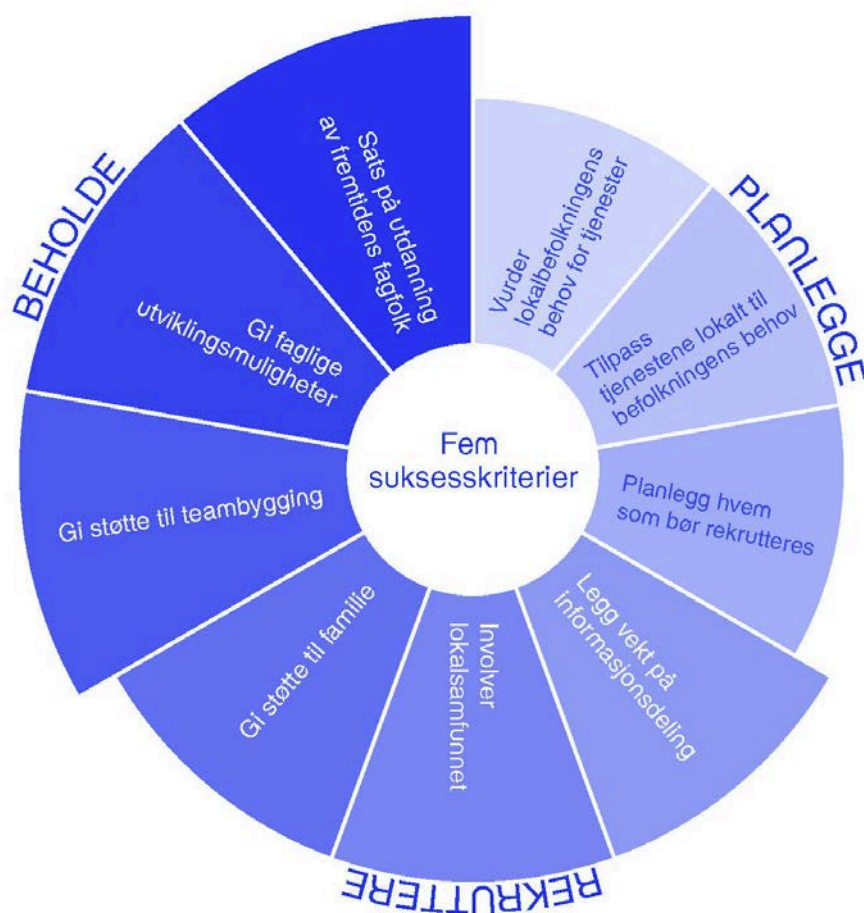 Fem
suksesskriterier
PLANLEGGE
Vurder
lokalbefolkningens
behov for tjenester
Tilpass
tjenestene lokalt til
befolkningens behov
Planlegg hvem
som bør rekrutteres
REKRUTTERE
Legg vekt på
informasjonsdeling
Involver
lokalsamfunnet
Gi støtte til familie
BEHOLDE
Gi støtte til teambygging
Gi faglige
utviklingsmuligheter
Sats på utdanning
av fremtidens fagfolk